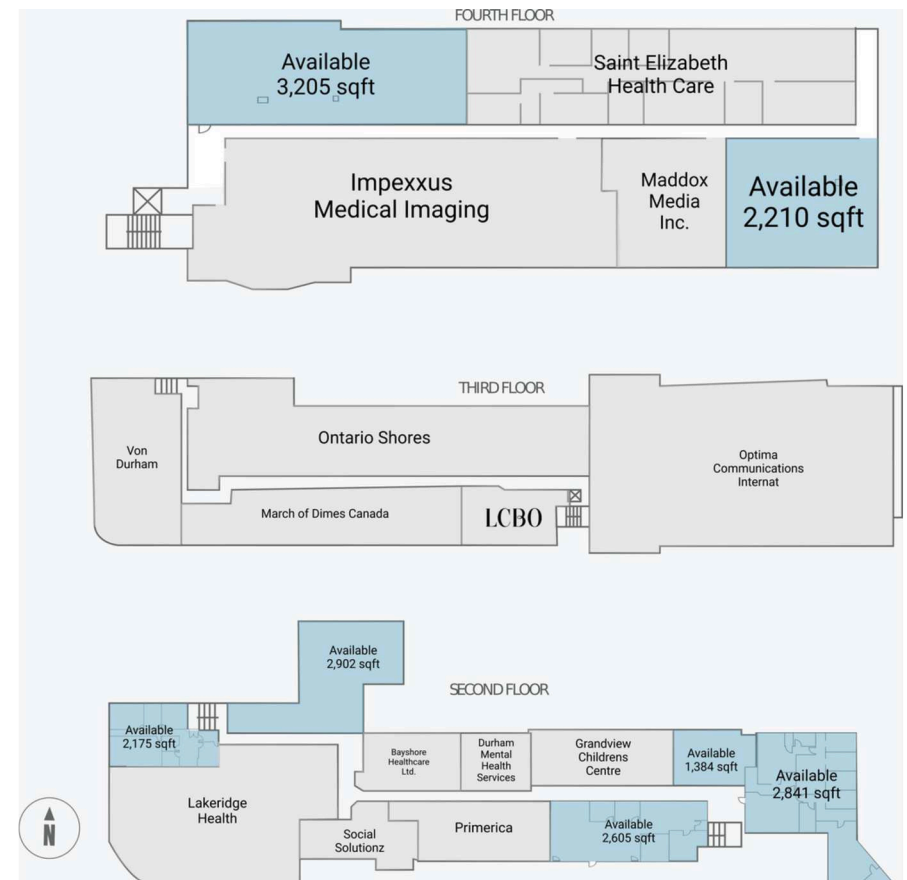 FOURTH FLOOR
Available
3,205 sqft
Saint Elizabeth
Health Care
Impexxus
Medical Imaging
Maddox
Media
Inc.
Available
2,210 sqft
THIRD FLOOR
Von
Durham
Ontario Shores
Optima
Communications
Internat
March of Dimes Canada
LCBO
SECOND FLOOR
Available
2,902 sqft
Available
2,175 sqft
Bayshore
Healthcare
Ltd.
Durham
Mental
Health
Services
Grandview
Childrens
Centre
Available
1,384 sqft
Available
2,841 sqft
Lakeridge
Health
Social
Solutionz
Primerica
Available
2,605 sqft
N